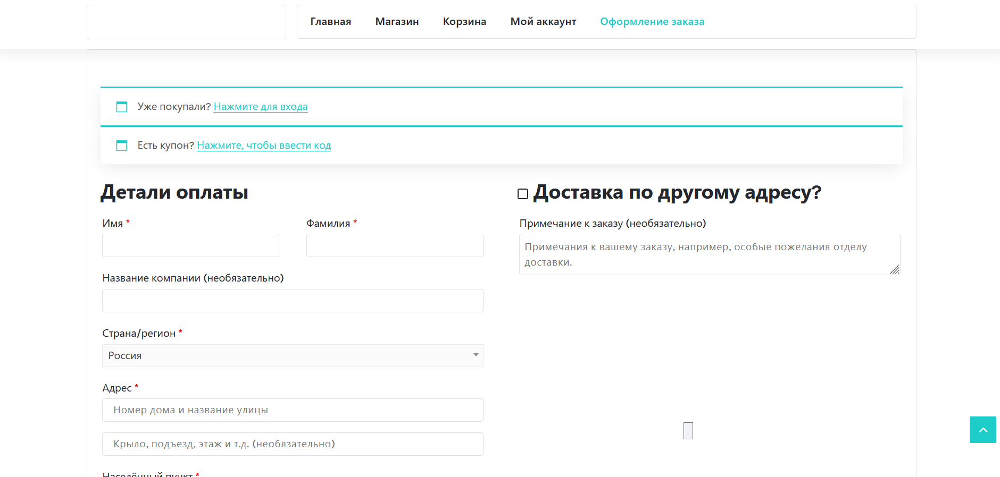 Главная Магазин Корзина Мой аккаунт Оформление заказа
Уже покупали? Нажмите для входа
Есть купон? Нажмите, чтобы ввести код
Детали оплаты
Имя *
Фамилия *
Название компании (необязательно)
Страна/регион *
Россия
Адрес *
Номер дома и название улицы
Крыло, подъезд, этаж и т.д. (необязательно)
Населённый пункт *
Доставка по другому адресу?
Примечание к заказу (необязательно)
Примечания к вашему заказу, например, особые пожелания отделу
доставки.